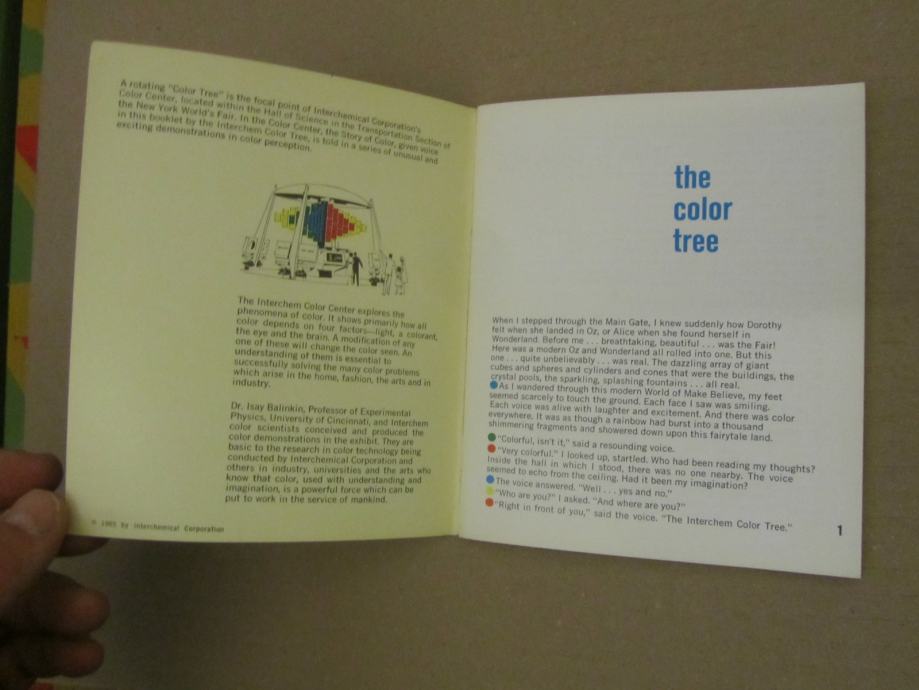 A rotating "Color Tree" is the focal point of Interchemical Corporation's
Color Center, located within the Hall of Science in the Transportation Section of
the New York World's Fair. In the Color Center, the Story of Color, given voice
in this booklet by the Interchem Color Tree, is told in a series of unusual and
exciting demonstrations in color perception.
The Interchem Color Center explores the
phenomena of color. It shows primarily how all
color depends on four factors—light, a colorant,
the eye and the brain. A modification of any
one of these will change the color seen. An
understanding of them is essential to
successfully solving the many color problems
which arise in the home, fashion, the arts and in
industry.
Dr. Isay Balinkin, Professor of Experimental
Physics, University of Cincinnati, and Interchem
color scientists conceived and produced the
color demonstrations in the exhibit. They are
basic to the research in color technology being
conducted by Interchemical Corporation and
others in industry, universities and the arts who
know that color, used with understanding and
imagination, is a powerful force which can be
put to work in the service of mankind.
© 1965 by Interchemical Corporation
the
color
tree
When I stepped through the Main Gate, I knew suddenly how Dorothy
felt when she landed in Oz, or Alice when she found herself in
Wonderland. Before me . . . breathtaking, beautiful . . . was the Fair!
Here was a modern Oz and Wonderland all rolled into one. But this
one . . . quite unbelievably . . . was real. The dazzling array of giant
cubes and spheres and cylinders and cones that were the buildings, the
crystal pools, the sparkling, splashing fountains . . . all real.
As I wandered through this modern World of Make Believe, my feet
seemed scarcely to touch the ground. Each face I saw was smiling.
Each voice was alive with laughter and excitement. And there was color
everywhere. It was as though a rainbow had burst into a thousand
shimmering fragments and showered down upon this fairytale land.
"Colorful, isn't it," said a resounding voice.
"Very colorful." I looked up, startled. Who had been reading my thoughts?
Inside the hall in which I stood, there was no one nearby. The voice
seemed to echo from the ceiling. Had it been my imagination?
The voice answered. "Well . . . yes and no,"
"Who are you?" I asked. "And where are you?"
"Right in front of you," said the voice. "The Interchem Color Tree."
1